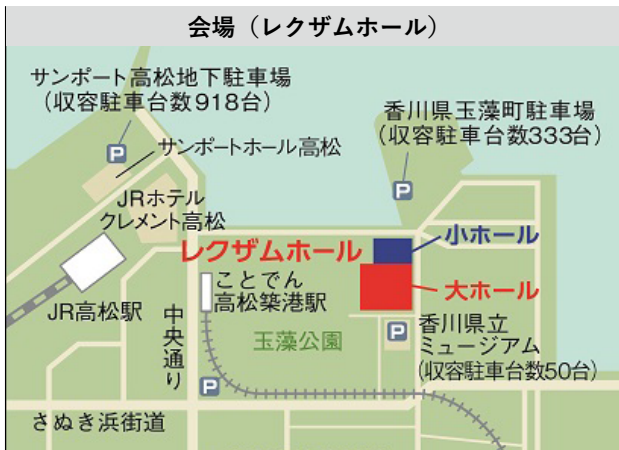 会場（レクザムホール）
サンポート高松地下駐車場
（収容駐車台数918台）
香川県玉藻町駐車場
（収容駐車台数333台）
P
サンポートホール高松
P
JRホテル
クレメント高松
小ホール
レクザムホール
ことでん
高松築港駅
大ホール
JR高松駅
中央通り
玉藻公園
P
香川県立
ミュージアム
（収容駐車台数50台）
P
さぬき浜街道